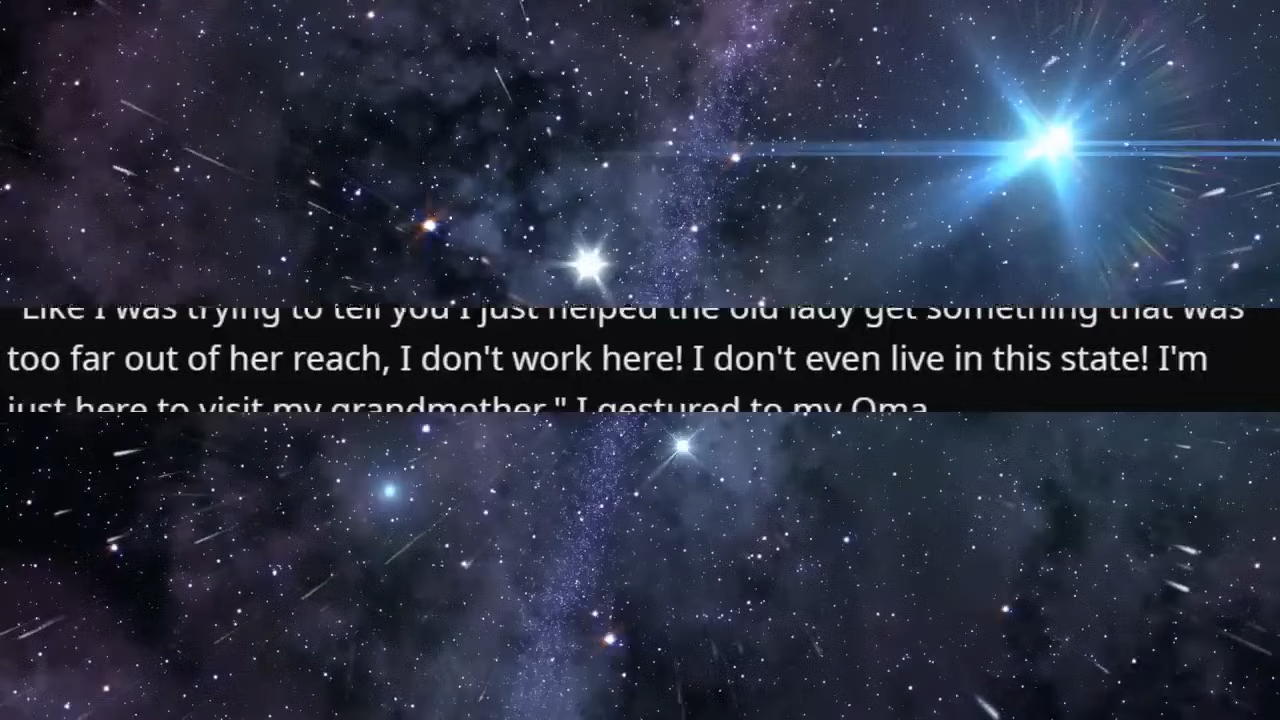 "Like I was trying to tell you I just helped the old lady get something that was
too far out of her reach, I don't work here! I don't even live in this state! I'm
just here to visit my grandmother." I gestured to my Oma